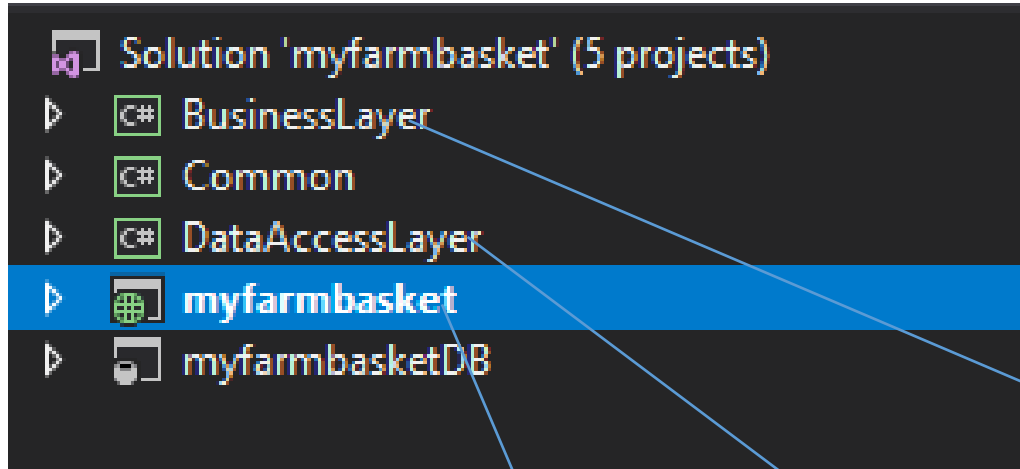 Solution 'myfarmbasket' (5 projects)
C# BusinessLayer
C# Common
C# DataAccessLayer
myfarmbasket
myfarmbasketDB